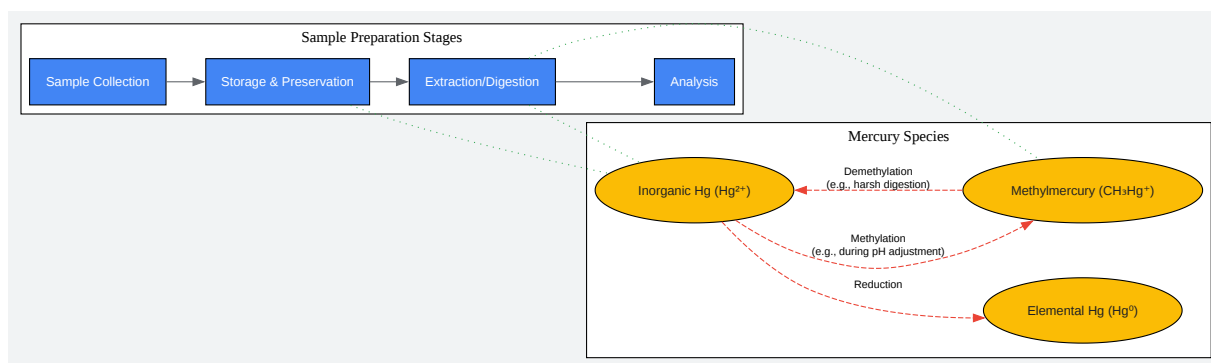 Sample Preparation Stages
Sample Collection
Storage & Preservation
Extraction/Digestion
Analysis
Mercury Species
Inorganic Hg (Hg²⁺)
Demethylation
(e.g., harsh digestion)
Methylmercury (CH₃Hg⁺)
Methylation
(e.g., during pH adjustment)
Reduction
Elemental Hg (Hg⁰)